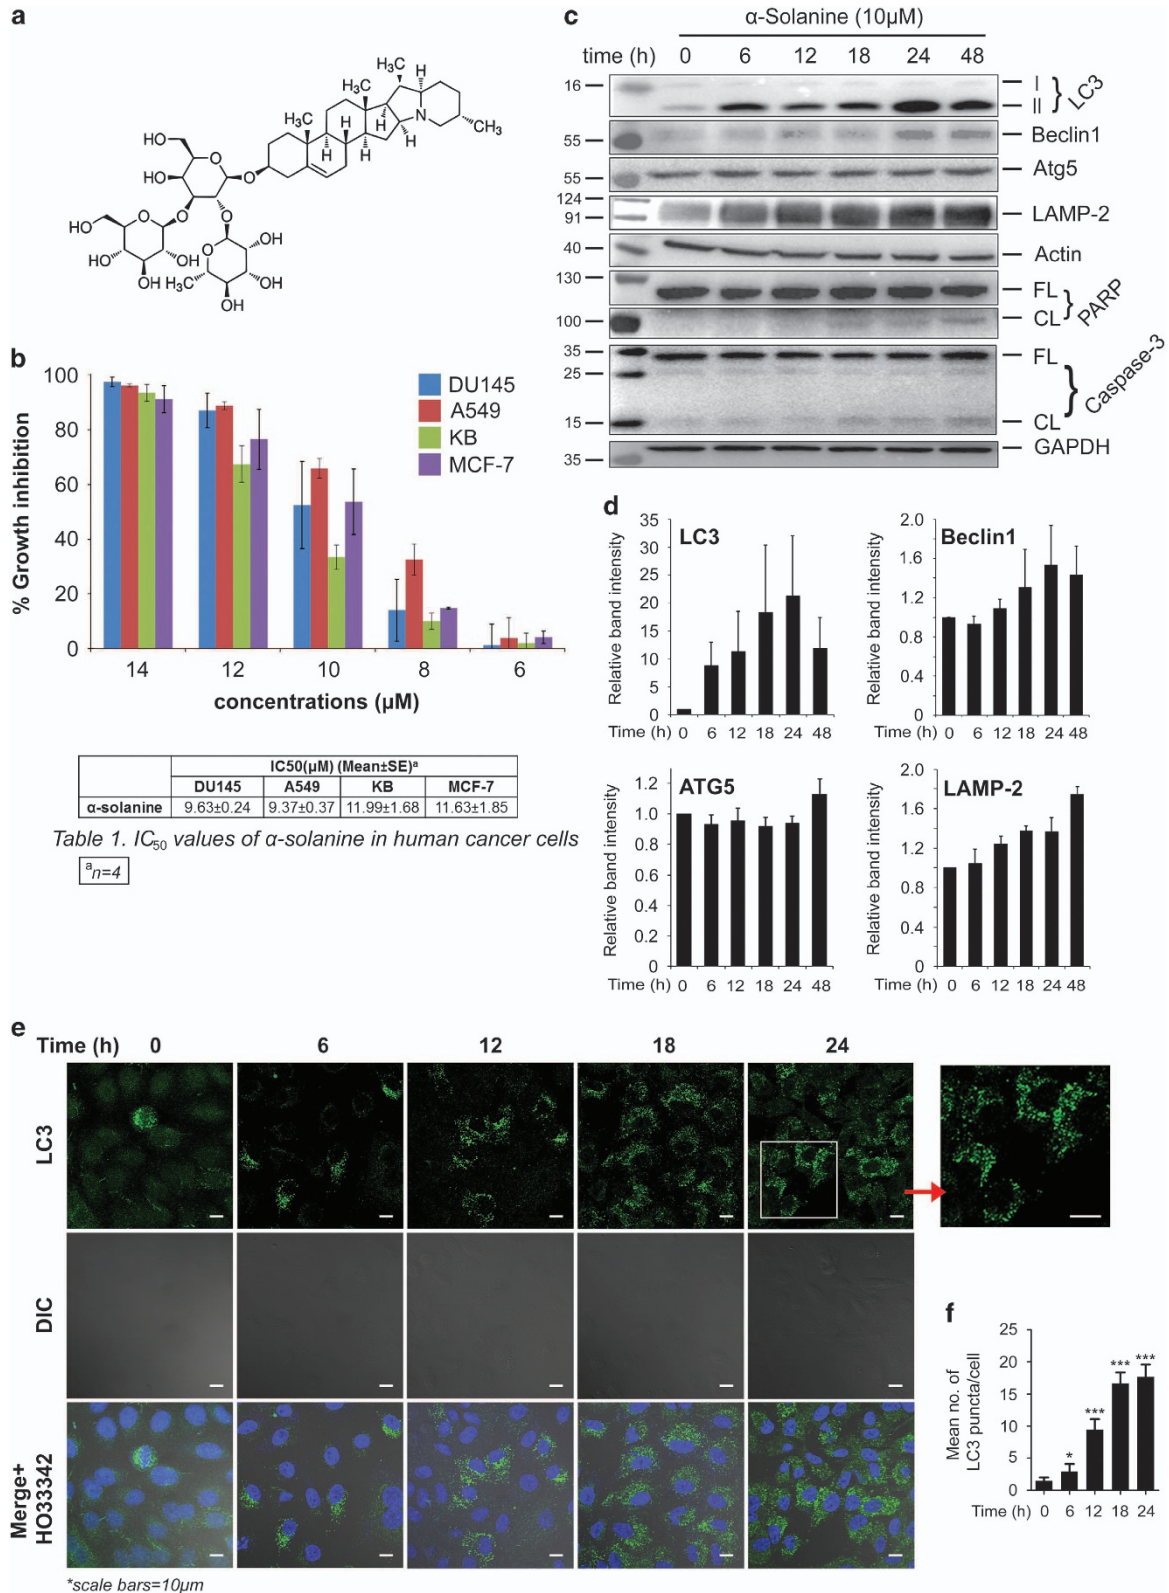 a
H₃C
H
H₃C
H
N
CH₃
H₃C
H
H
H
H
HO
O
HO
O
O
OH
HO
O
O
O
OH
HO
OH
O
HO
OH
H₃C
OH
OH
OH
b
100
80
60
40
20
0
% Growth inhibition
DU145
A549
KB
MCF-7
14 12 10 8 6
concentrations (µM)
IC50(µM) (Mean±SE)ᵃ
DU145 A549 KB MCF-7
α-solanine 9.63±0.24 9.37±0.37 11.99±1.68 11.63±1.85
Table 1. IC₅₀ values of α-solanine in human cancer cells
ᵃn=4
c
α-Solanine (10µM)
time (h) 0 6 12 18 24 48
16 I II LC3
55 Beclin1
55 Atg5
124
91 LAMP-2
40 Actin
130 FL
100 CL PARP
35 FL
25 Caspase-3
15 CL
35 GAPDH
d
LC3
Relative band intensity
35
30
25
20
15
10
5
0
Time (h) 0 6 12 18 24 48
Beclin1
Relative band intensity
2.0
1.6
1.2
0.8
0.4
0
Time (h) 0 6 12 18 24 48
ATG5
Relative band intensity
1.2
1.0
0.8
0.6
0.4
0.2
0
Time (h) 0 6 12 18 24 48
LAMP-2
Relative band intensity
2.0
1.6
1.2
0.8
0.4
0
Time (h) 0 6 12 18 24 48
e
Time (h) 0 6 12 18 24
LC3
DIC
Merge+
HO33342
*scale bars=10µm
f
Mean no. of
LC3 puncta/cell
25
20
15
10
5
0
*
***
***
***
Time (h) 0 6 12 18 24